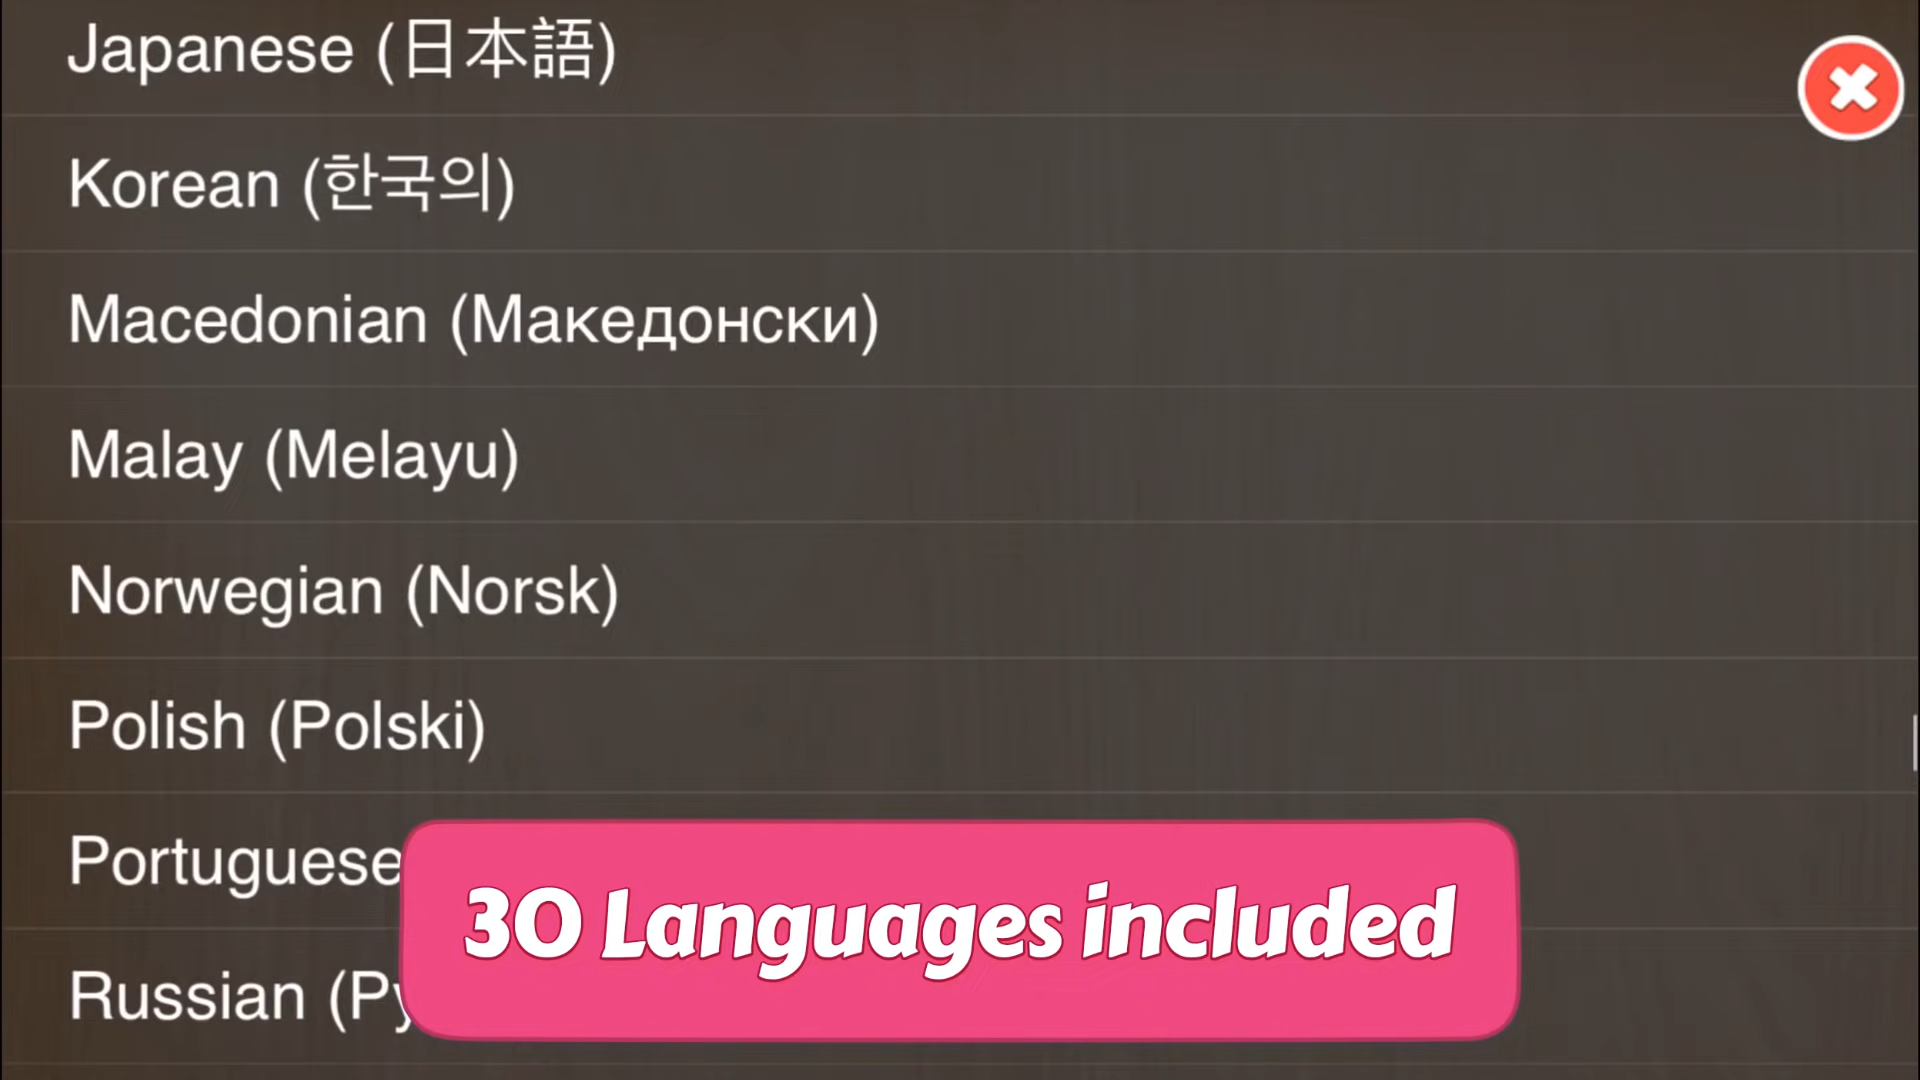 Japanese (日本語)
Korean (한국의)
Macedonian (Македонски)
Malay (Melayu)
Norwegian (Norsk)
Polish (Polski)
Portuguese
Russian (Ру
30 Languages included